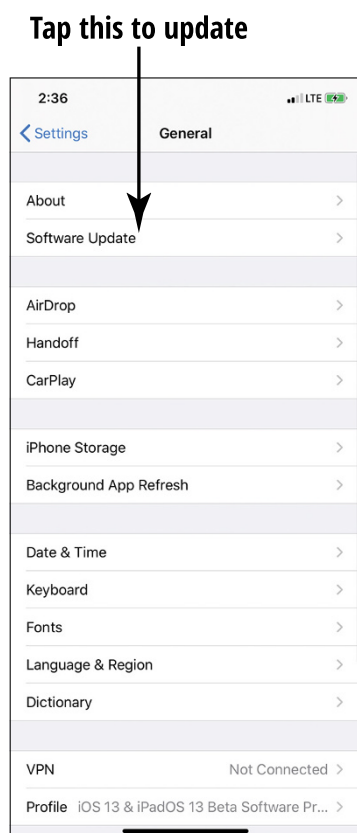 Tap this to update
2:36 LTE
Settings General
About
Software Update
AirDrop
Handoff
CarPlay
iPhone Storage
Background App Refresh
Date & Time
Keyboard
Fonts
Language & Region
Dictionary
VPN Not Connected
Profile iOS 13 & iPadOS 13 Beta Software Pr...